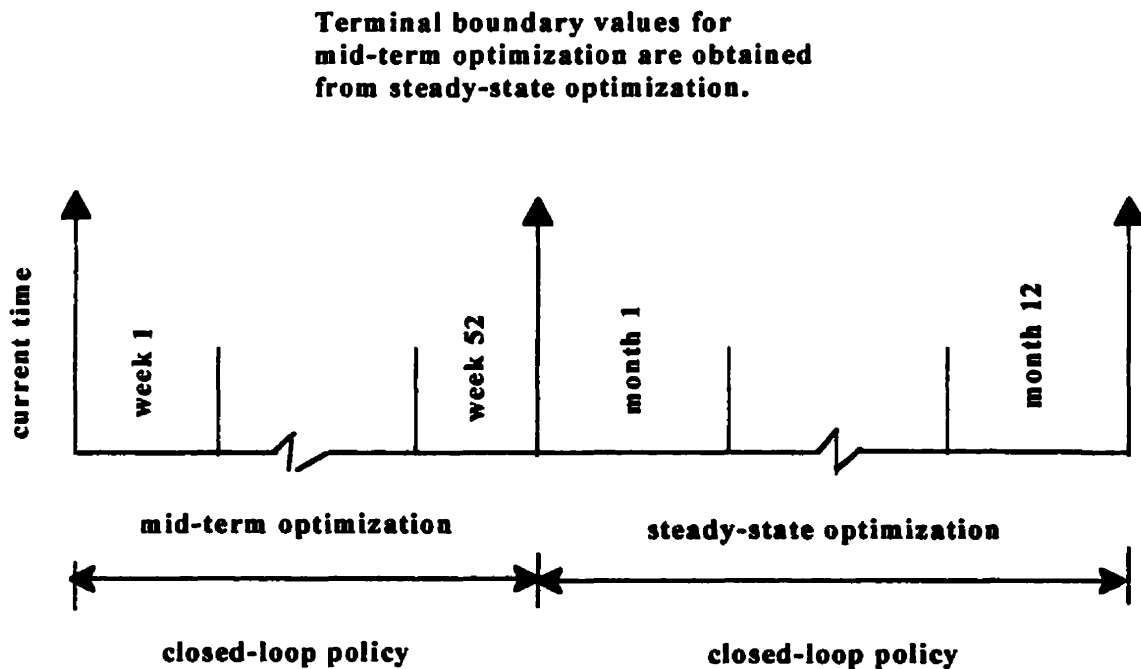 Terminal boundary values for
mid-term optimization are obtained
from steady-state optimization.
current time
week 1
week 52
month 1
month 12
mid-term optimization
steady-state optimization
closed-loop policy
closed-loop policy